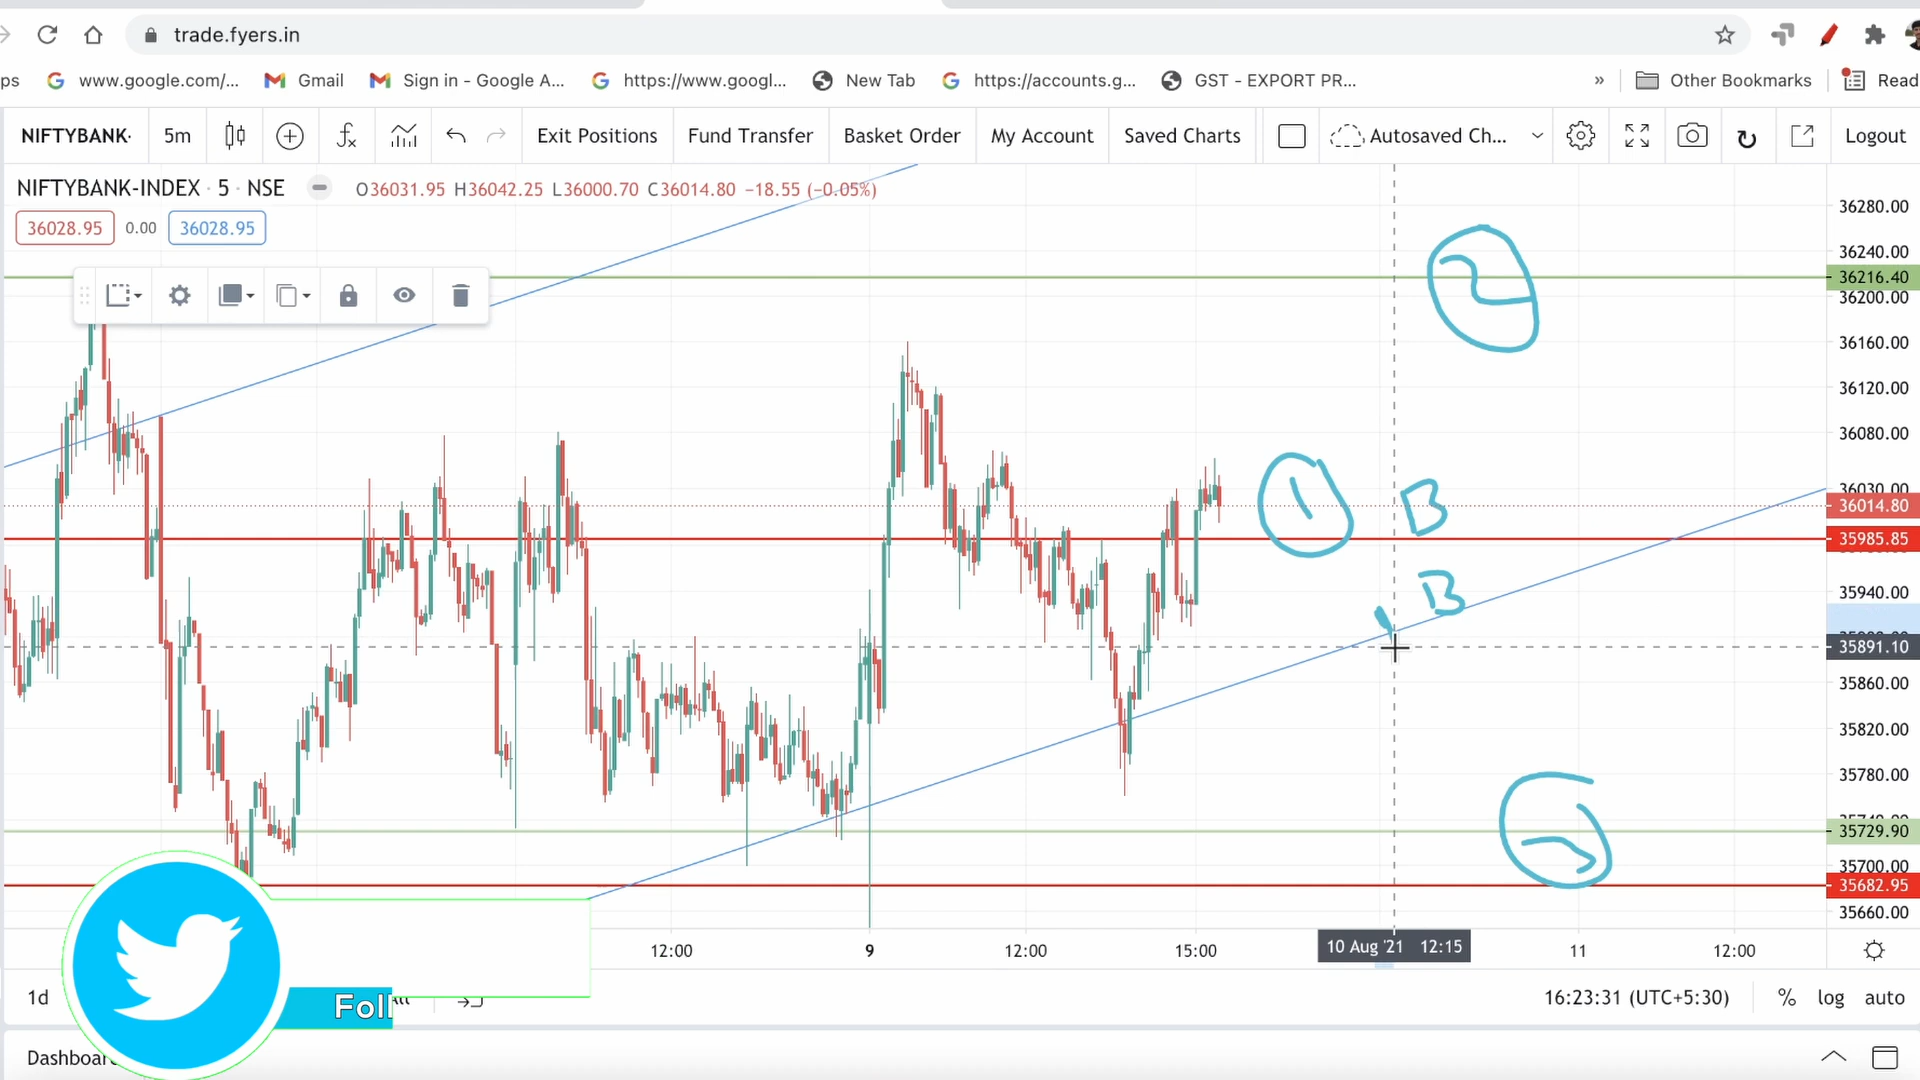 trade.fyers.in
ps www.google.com/... Gmail Sign in - Google A... https://www.googl... New Tab https://accounts.g... GST - EXPORT PR... » Other Bookmarks Read
NIFTYBANK· 5m Exit Positions Fund Transfer Basket Order My Account Saved Charts Autosaved Ch... Logout
NIFTYBANK-INDEX · 5 · NSE O36031.95 H36042.25 L36000.70 C36014.80 −18.55 (−0.05%)
36028.95 0.00 36028.95
36280.00
36240.00
36216.40
36200.00
36160.00
36120.00
36080.00
36030.00
36014.80
35985.85
35940.00
35891.10
35860.00
35820.00
35780.00
35729.90
35700.00
35682.95
35660.00
2
1 B
B
12:00 9 12:00 15:00 10 Aug '21 12:15 11 12:00
1d 16:23:31 (UTC+5:30) % log auto
Foll
Dashboar